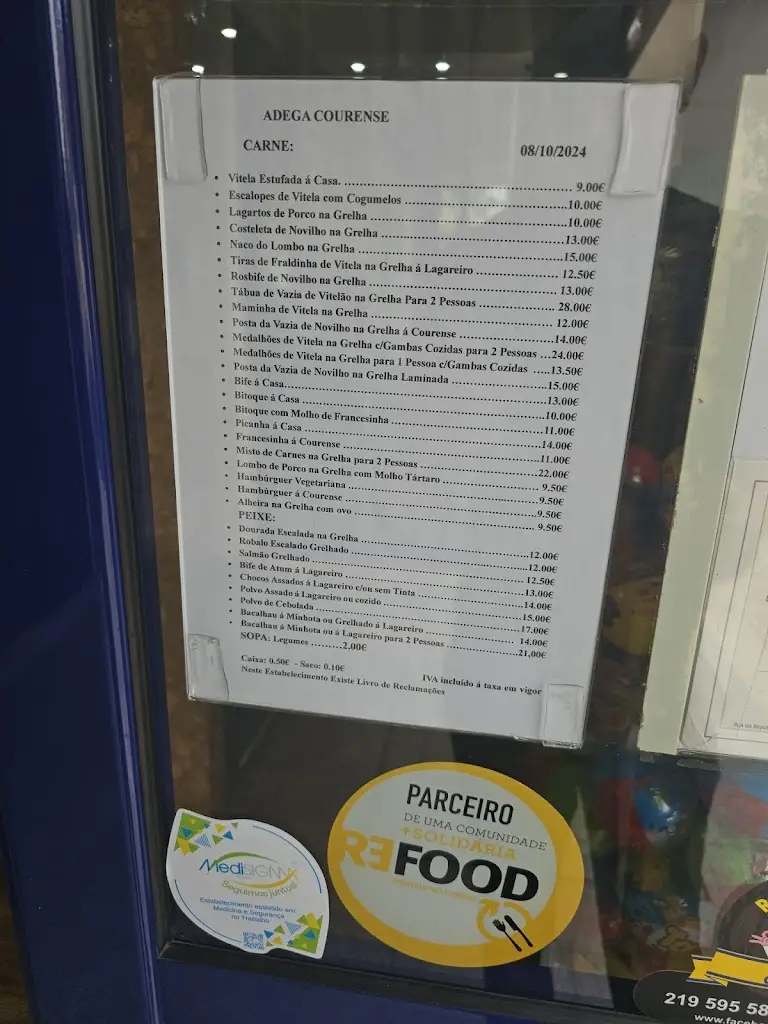 ADEGA COURENSE
CARNE: 08/10/2024
• Vitela Estufada á Casa. ........ 9.00€
• Escalopes de Vitela com Cogumelos ........ 10.00€
• Lagartos de Porco na Grelha ........ 10.00€
• Costeleta de Novilho na Grelha ........ 13.00€
• Naco do Lombo na Grelha ........ 15.00€
• Tiras de Fraldinha de Vitela na Grelha á Lagareiro ........ 12.50€
• Rosbife de Novilho na Grelha ........ 13.00€
• Tábua de Vazia de Vitelão na Grelha Para 2 Pessoas ........ 28.00€
• Maminha de Vitela na Grelha ........ 12.00€
• Posta da Vazia de Novilho na Grelha á Courense ........ 14.00€
• Medalhões de Vitela na Grelha c/Gambas Cozidas para 2 Pessoas ...24.00€
• Medalhões de Vitela na Grelha para 1 Pessoa c/Gambas Cozidas .....13.50€
• Posta da Vazia de Novilho na Grelha Laminada ........ 15.00€
• Bife á Casa ........ 13.00€
• Bitoque á Casa ........ 10.00€
• Bitoque com Molho de Francesinha ........ 11.00€
• Picanha á Casa ........ 14.00€
• Francesinha á Courense ........ 11.00€
• Misto de Carnes na Grelha para 2 Pessoas ........ 22.00€
• Lombo de Porco na Grelha com Molho Tártaro ........ 9.50€
• Hambúrguer Vegetariana ........ 9.50€
• Hambúrguer á Courense ........ 9.50€
• Alheira na Grelha com ovo ........ 9.50€
PEIXE:
• Dourada Escalada na Grelha ........ 12.00€
• Robalo Escalado Grelhado ........ 12.00€
• Salmão Grelhado ........ 12.50€
• Bife de Atum á Lagareiro ........ 13.00€
• Chocos Assados á Lagareiro c/ou sem Tinta ........ 14.00€
• Polvo Assado á Lagareiro ou cozido ........ 15.00€
• Polvo de Cebolada ........ 17.00€
• Bacalhau á Minhota ou Grelhado á Lagareiro ........ 14.00€
• Bacalhau á Minhota ou á Lagareiro para 2 Pessoas ........ 21,00€
SOPA: Legumes .........2.00€
Caixa: 0.50€ - Saco: 0.10€ IVA incluído á taxa em vigor
Neste Estabelecimento Existe Livro de Reclamações
PARCEIRO
DE UMA COMUNIDADE
+SOLIDÁRIA
REFOOD
MediSIGMA
Seguimos juntos!
Estabelecimento assistido em
Medicina e Segurança
no Trabalho
219 595 58
www.faceb